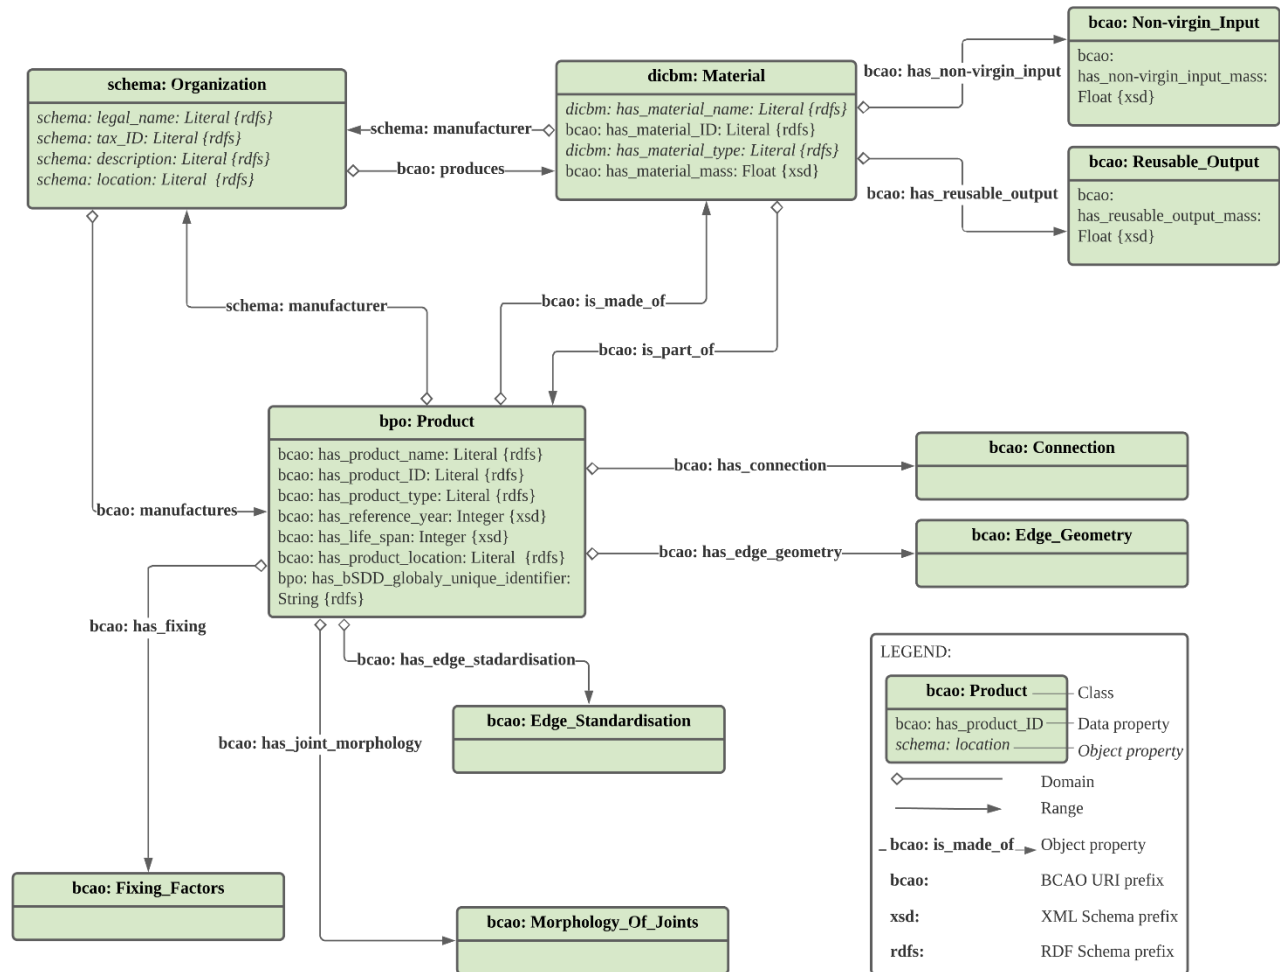 bcao: Non-virgin_Input
bcao:
has_non-virgin_input_mass:
Float {xsd}
schema: Organization
schema: legal_name: Literal {rdfs}
schema: tax_ID: Literal {rdfs}
schema: description: Literal {rdfs}
schema: location: Literal {rdfs}
schema: manufacturer
bcao: produces
dicbm: Material
dicbm: has_material_name: Literal {rdfs}
bcao: has_material_ID: Literal {rdfs}
dicbm: has_material_type: Literal {rdfs}
bcao: has_material_mass: Float {xsd}
bcao: has_non-virgin_input
bcao: has_reusable_output
bcao: Reusable_Output
bcao:
has_reusable_output_mass:
Float {xsd}
schema: manufacturer
bcao: is_made_of
bcao: is_part_of
bcao: manufactures
bpo: Product
bcao: has_product_name: Literal {rdfs}
bcao: has_product_ID: Literal {rdfs}
bcao: has_product_type: Literal {rdfs}
bcao: has_reference_year: Integer {xsd}
bcao: has_life_span: Integer {xsd}
bcao: has_product_location: Literal {rdfs}
bpo: has_bSDD_globaly_unique_identifier:
String {rdfs}
bcao: has_connection
bcao: Connection
bcao: has_edge_geometry
bcao: Edge_Geometry
bcao: has_fixing
bcao: has_edge_stadardisation
bcao: Edge_Standardisation
bcao: has_joint_morphology
bcao: Fixing_Factors
bcao: Morphology_Of_Joints
LEGEND:
bcao: Product
Class
bcao: has_product_ID
Data property
schema: location
Object property
Domain
Range
bcao: is_made_of
Object property
bcao:
BCAO URI prefix
xsd:
XML Schema prefix
rdfs:
RDF Schema prefix